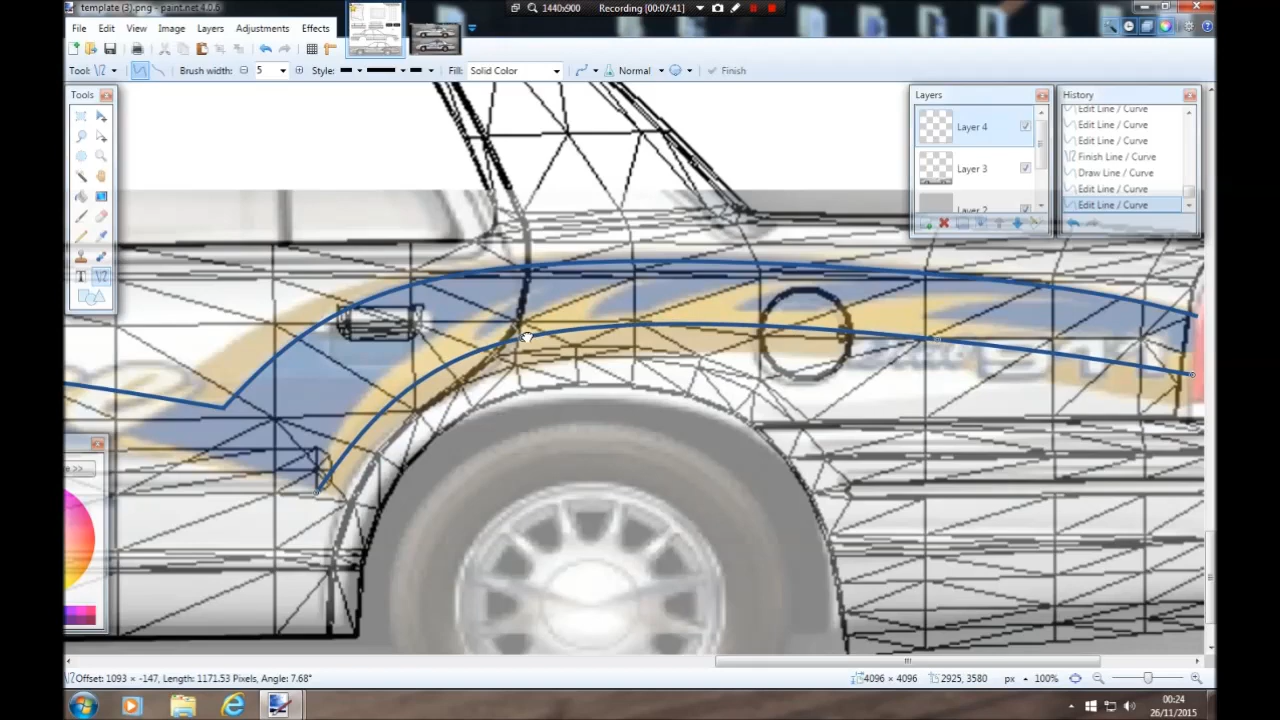 template (3).png - paint.net 4.0.6
1440x900 Recording [00:07:41]
File Edit View Image Layers Adjustments Effects
Tool: Brush width: 5 Style: Fill: Solid Color Normal Finish
Tools
Layers
Layer 4
Layer 3
Layer 2
History
Edit Line / Curve
Edit Line / Curve
Edit Line / Curve
Finish Line / Curve
Draw Line / Curve
Edit Line / Curve
Edit Line / Curve
Offset: 1093 × -147, Length: 1171.53 Pixels, Angle: 7.68° 4096 × 4096 2925, 3580 px 100%
00:24
26/11/2015